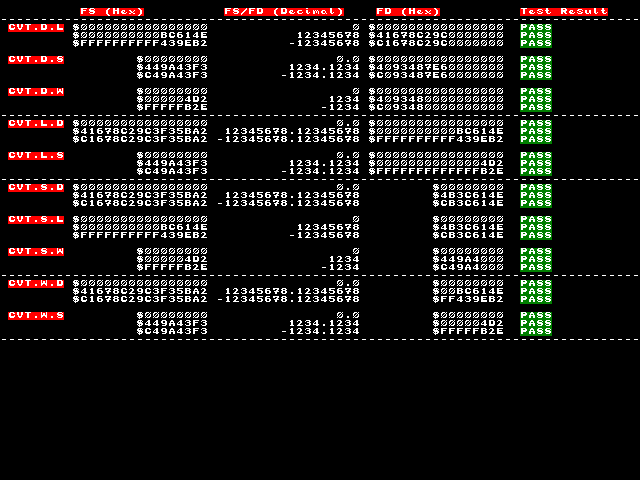 FS (Hex) FS/FD (Decimal) FD (Hex) Test Result
CVT.D.L $0000000000000000 0 $0000000000000000 PASS
$0000000000BC614E 12345678 $41678C29C0000000 PASS
$FFFFFFFFFF439EB2 -12345678 $C1678C29C0000000 PASS
CVT.D.S $00000000 0.0 $0000000000000000 PASS
$449A43F3 1234.1234 $4093487E60000000 PASS
$C49A43F3 -1234.1234 $C093487E60000000 PASS
CVT.D.W $00000000 0 $0000000000000000 PASS
$000004D2 1234 $4093480000000000 PASS
$FFFFFB2E -1234 $C093480000000000 PASS
CVT.L.D $0000000000000000 0.0 $0000000000000000 PASS
$41678C29C3F35BA2 12345678.12345678 $0000000000BC614E PASS
$C1678C29C3F35BA2 -12345678.12345678 $FFFFFFFFFF439EB2 PASS
CVT.L.S $00000000 0.0 $0000000000000000 PASS
$449A43F3 1234.1234 $00000000000004D2 PASS
$C49A43F3 -1234.1234 $FFFFFFFFFFFFFB2E PASS
CVT.S.D $0000000000000000 0.0 $00000000 PASS
$41678C29C3F35BA2 12345678.12345678 $4B3C614E PASS
$C1678C29C3F35BA2 -12345678.12345678 $CB3C614E PASS
CVT.S.L $0000000000000000 0 $00000000 PASS
$0000000000BC614E 12345678 $4B3C614E PASS
$FFFFFFFFFF439EB2 -12345678 $CB3C614E PASS
CVT.S.W $00000000 0 $00000000 PASS
$000004D2 1234 $449A4000 PASS
$FFFFFB2E -1234 $C49A4000 PASS
CVT.W.D $0000000000000000 0.0 $00000000 PASS
$41678C29C3F35BA2 12345678.12345678 $00BC614E PASS
$C1678C29C3F35BA2 -12345678.12345678 $FF439EB2 PASS
CVT.W.S $00000000 0.0 $00000000 PASS
$449A43F3 1234.1234 $000004D2 PASS
$C49A43F3 -1234.1234 $FFFFFB2E PASS